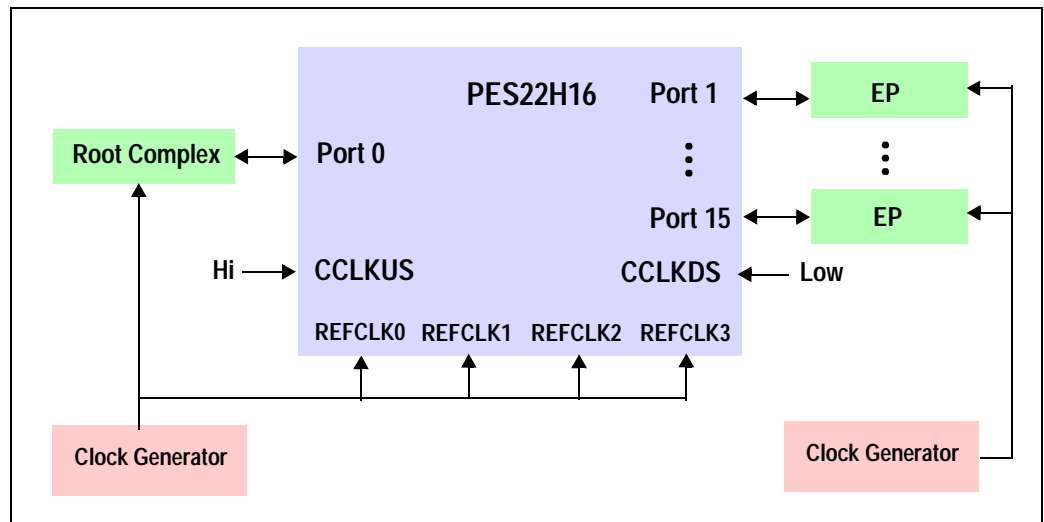 PES22H16
Port 1
EP
Root Complex
Port 0
Port 15
EP
Hi
CCLKUS
CCLKDS
Low
REFCLK0
REFCLK1
REFCLK2
REFCLK3
Clock Generator
Clock Generator